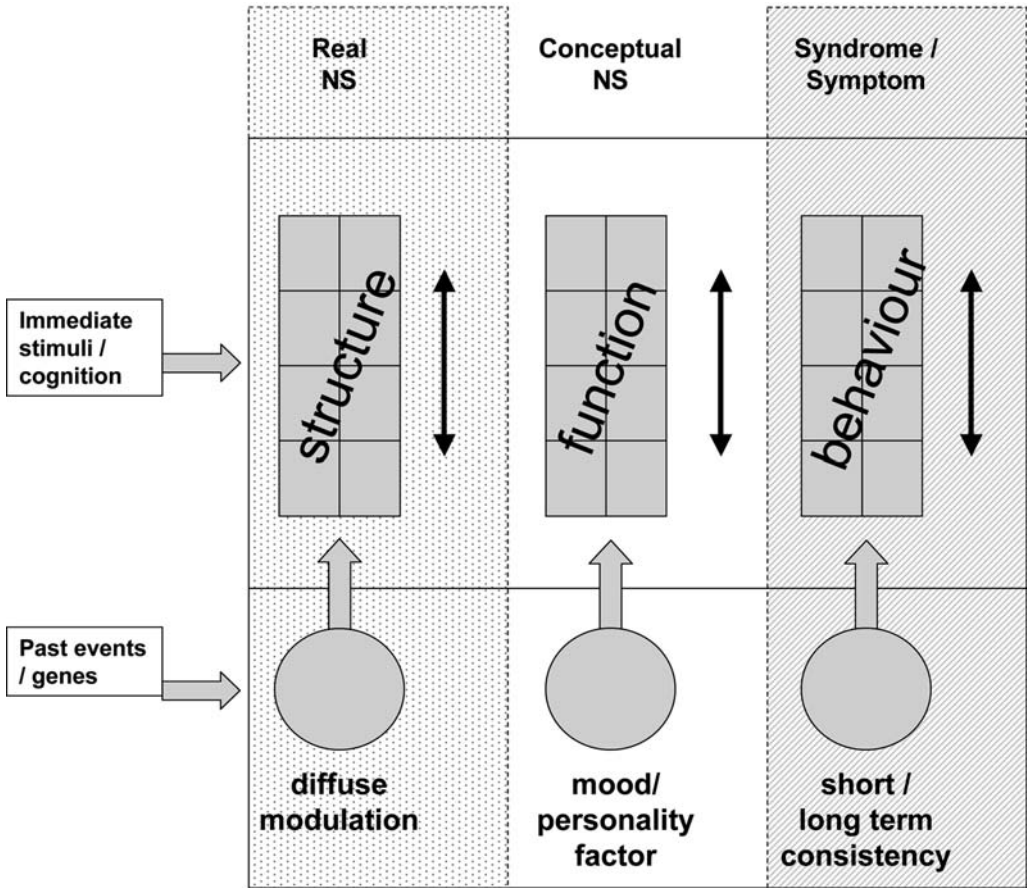 Real
NS
Conceptual
NS
Syndrome /
Symptom
Immediate
stimuli /
cognition
structure
function
behaviour
Past events
/ genes
diffuse
modulation
mood/
personality
factor
short /
long term
consistency